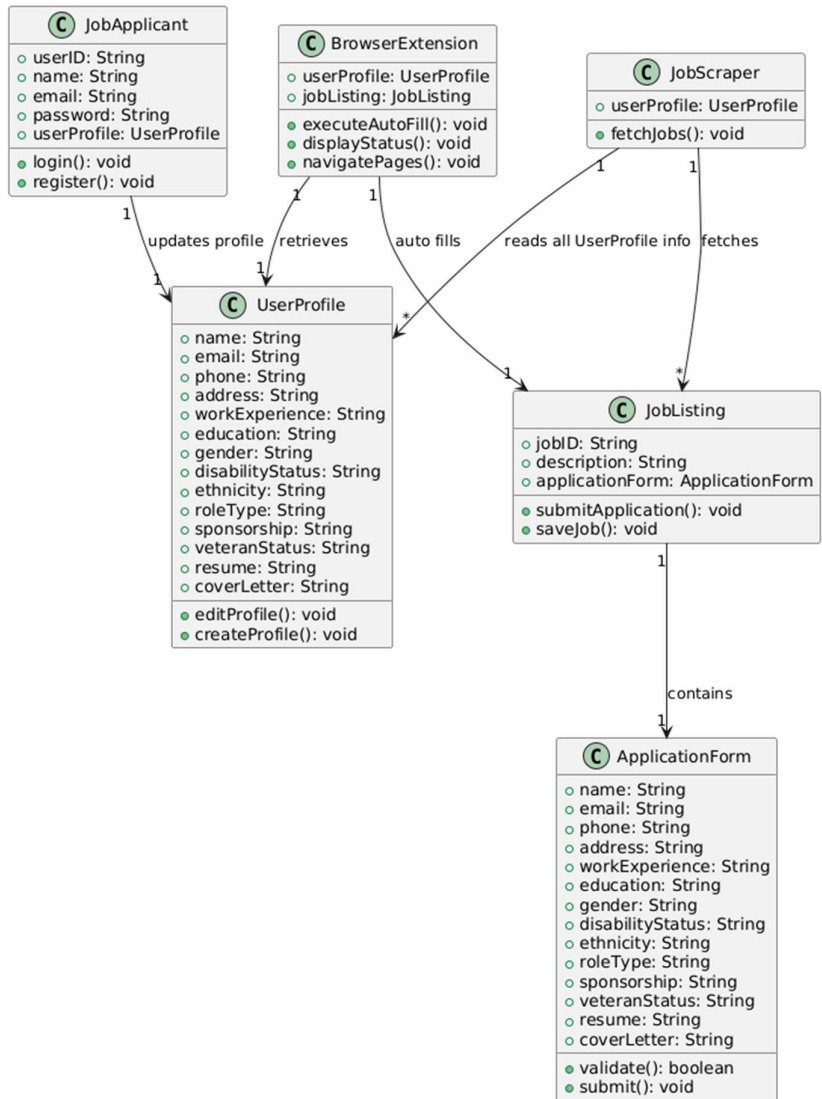 C JobApplicant
userID: String
name: String
email: String
password: String
userProfile: UserProfile
login(): void
register(): void
C BrowserExtension
userProfile: UserProfile
jobListing: JobListing
executeAutoFill(): void
displayStatus(): void
navigatePages(): void
C JobScraper
userProfile: UserProfile
fetchJobs(): void
1
1
1
1
1
updates profile
retrieves
auto fills
reads all UserProfile info
fetches
1
1
*
1
*
C UserProfile
name: String
email: String
phone: String
address: String
workExperience: String
education: String
gender: String
disabilityStatus: String
ethnicity: String
roleType: String
sponsorship: String
veteranStatus: String
resume: String
coverLetter: String
editProfile(): void
createProfile(): void
C JobListing
jobID: String
description: String
applicationForm: ApplicationForm
submitApplication(): void
saveJob(): void
1
contains
1
C ApplicationForm
name: String
email: String
phone: String
address: String
workExperience: String
education: String
gender: String
disabilityStatus: String
ethnicity: String
roleType: String
sponsorship: String
veteranStatus: String
resume: String
coverLetter: String
validate(): boolean
submit(): void